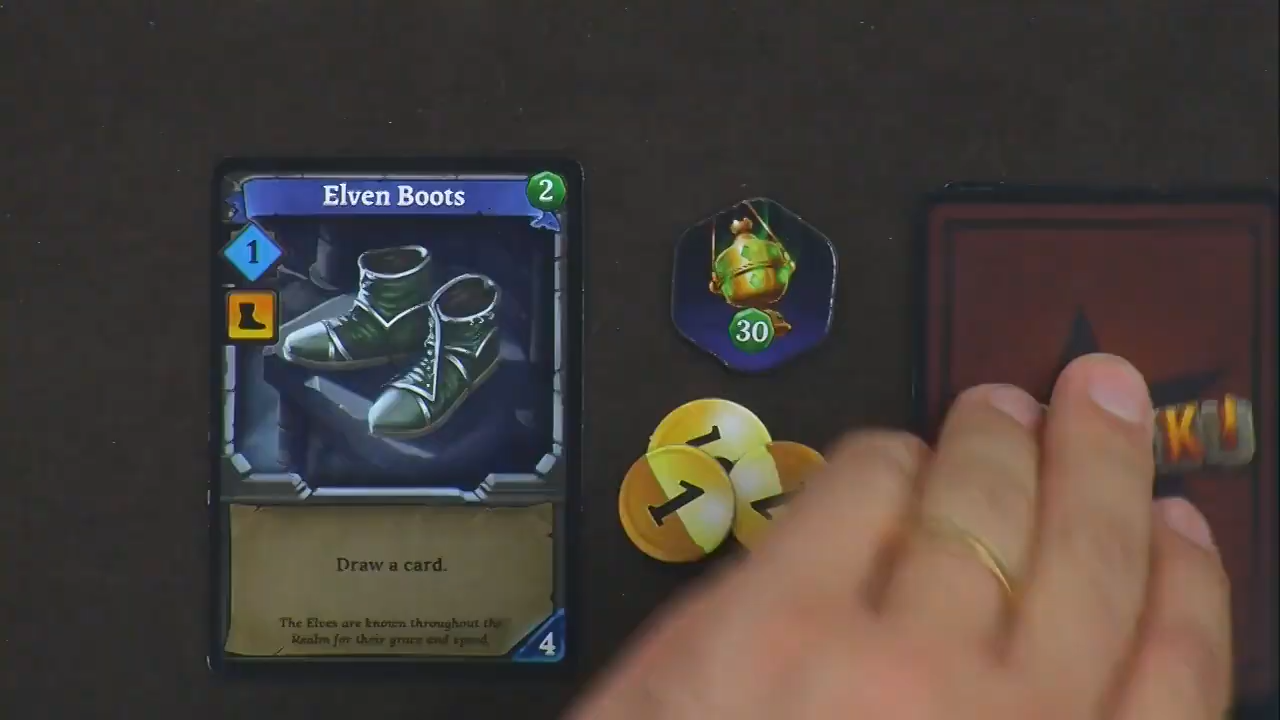 Elven Boots
2
1
30
1
1
1
K!
Draw a card.
The Elves are known throughout the
Realm for their grace and speed.
4